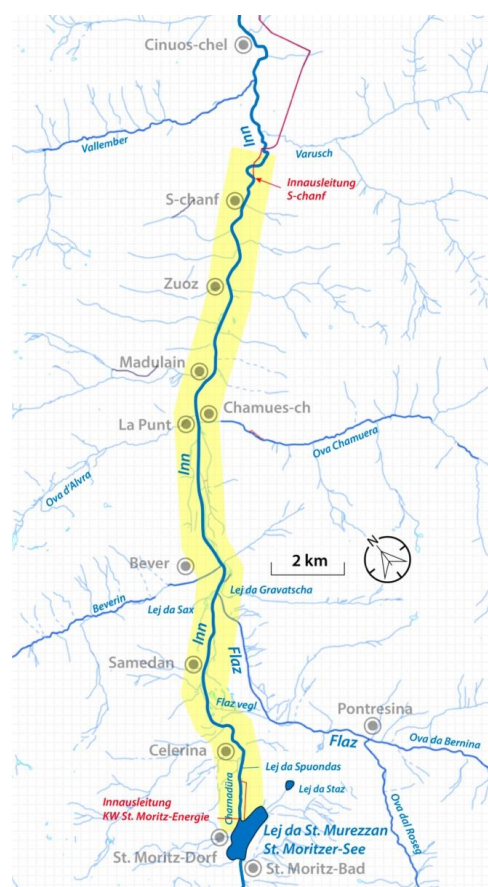 Cinuos-chel
Inn
Vallember
Varusch
Innausleitung
S-chanf
S-chanf
Zuoz
Madulain
Chamues-ch
La Punt
Ova Chamuera
Inn
Ova d'Alvra
N
2 km
Bever
Lej da Gravatscha
Beverin
Lej da Sax
Inn
Flaz
Samedan
Flaz vegl
Pontresina
Flaz
Ova da Bernina
Celerina
Lej da Spuondas
Lej da Staz
Ova dal Roseg
Innausleitung
KW St. Moritz-Energie
Charnadüra
Lej da St. Murezzan
St. Moritzer-See
St. Moritz-Dorf
St. Moritz-Bad